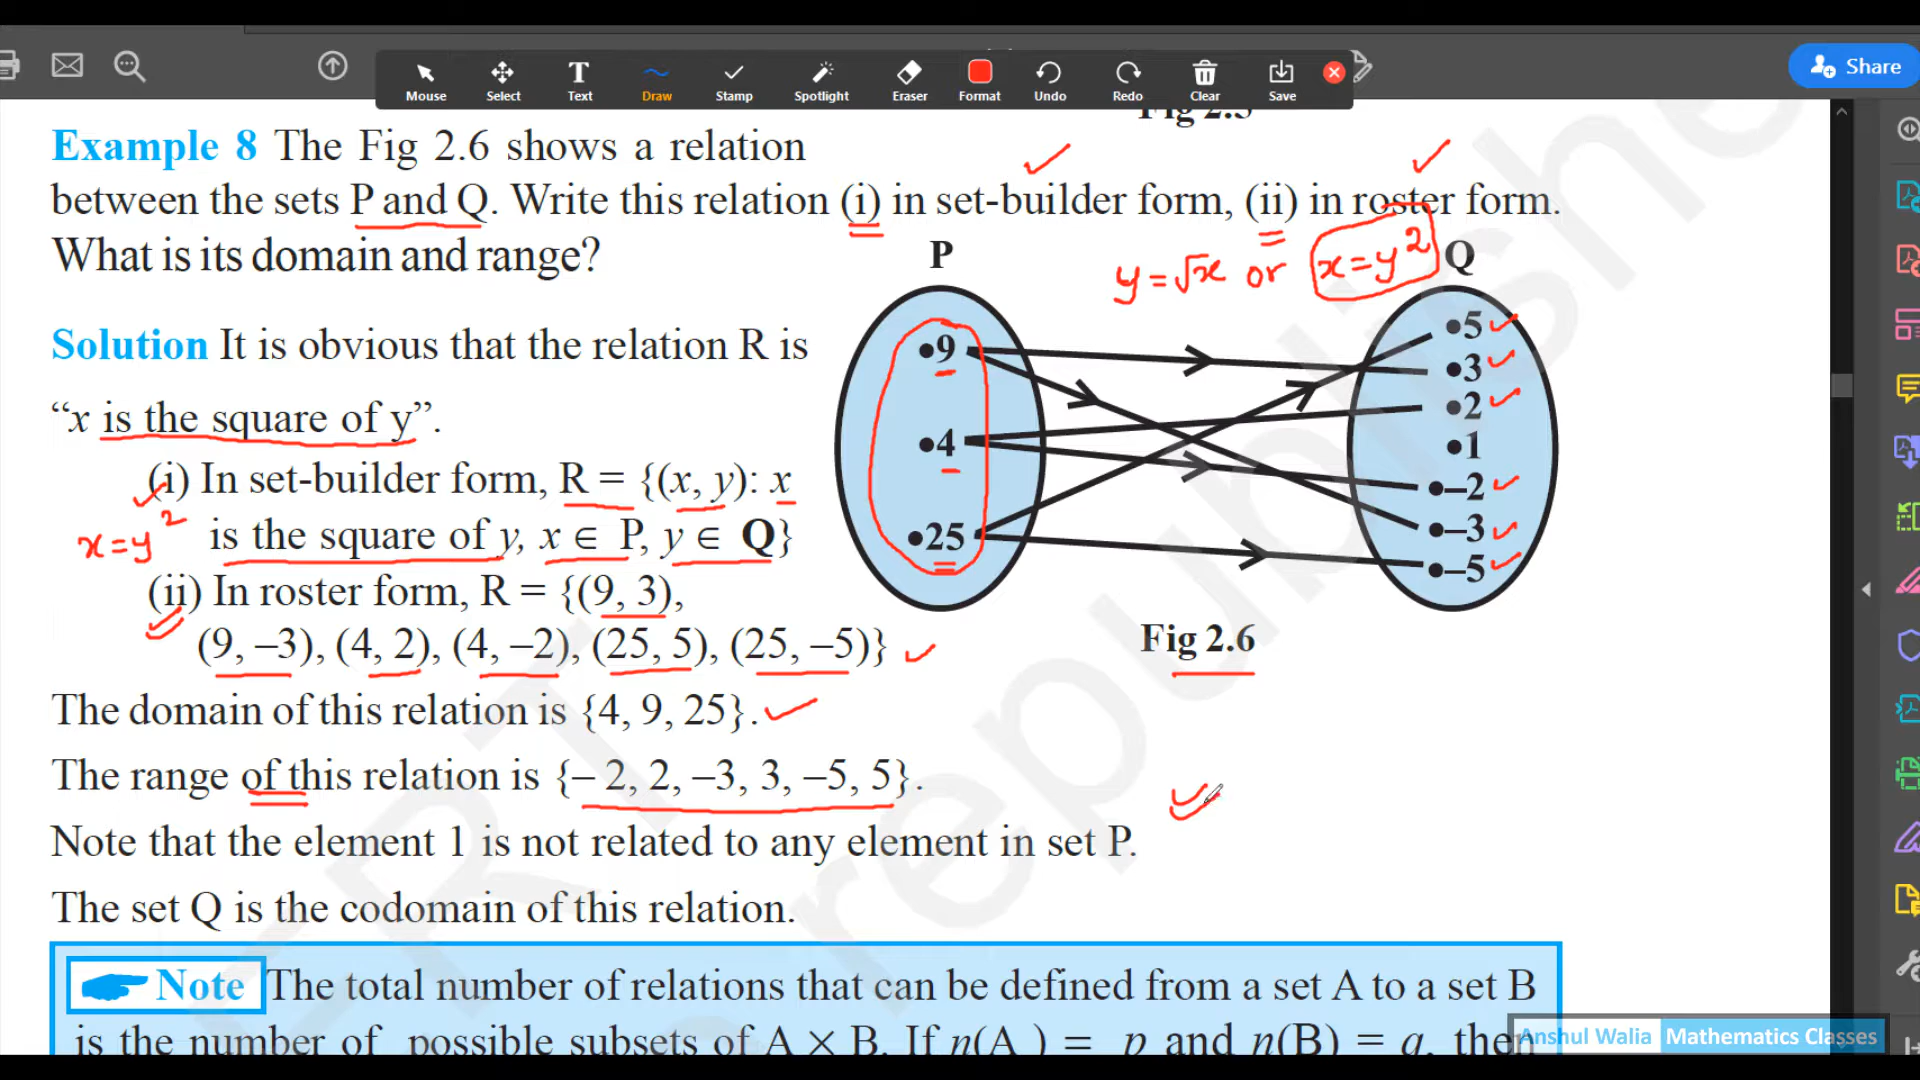 Share
Mouse Select Text Draw Stamp Spotlight Eraser Format Undo Redo Clear Save
Fig 2.5
Example 8 The Fig 2.6 shows a relation
between the sets P and Q. Write this relation (i) in set-builder form, (ii) in roster form.
What is its domain and range?
P
y = √x or x = y²
Q
Solution It is obvious that the relation R is
“x is the square of y”.
(i) In set-builder form, R = {(x, y): x
x = y²
is the square of y, x ∈ P, y ∈ Q}
(ii) In roster form, R = {(9, 3),
(9, –3), (4, 2), (4, –2), (25, 5), (25, –5)}
•9
•4
•25
•5
•3
•2
•1
•–2
•–3
•–5
Fig 2.6
The domain of this relation is {4, 9, 25}.
The range of this relation is {– 2, 2, –3, 3, –5, 5}.
Note that the element 1 is not related to any element in set P.
The set Q is the codomain of this relation.
Note The total number of relations that can be defined from a set A to a set B
is the number of possible subsets of A × B. If n(A ) = p and n(B) = q, then
Anshul Walia Mathematics Classes
republishe